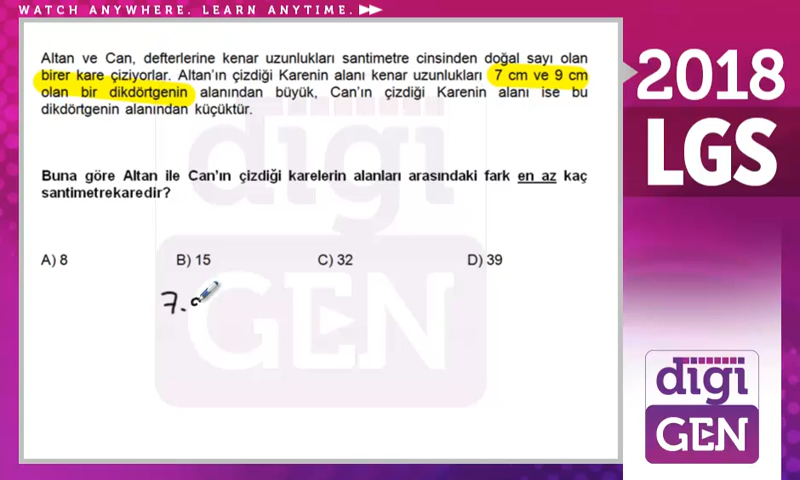 WATCH ANYWHERE. LEARN ANYTIME.
Altan ve Can, defterlerine kenar uzunlukları santimetre cinsinden doğal sayı olan
birer kare çiziyorlar. Altan'ın çizdiği Karenin alanı kenar uzunlukları 7 cm ve 9 cm
olan bir dikdörtgenin alanından büyük, Can'ın çizdiği Karenin alanı ise bu
dikdörtgenin alanından küçüktür.
Buna göre Altan ile Can'ın çizdiği karelerin alanları arasındaki fark en az kaç
santimetrekaredir?
A) 8 B) 15 C) 32 D) 39
7.
digi
GEN
2018
LGS
digi
GEN